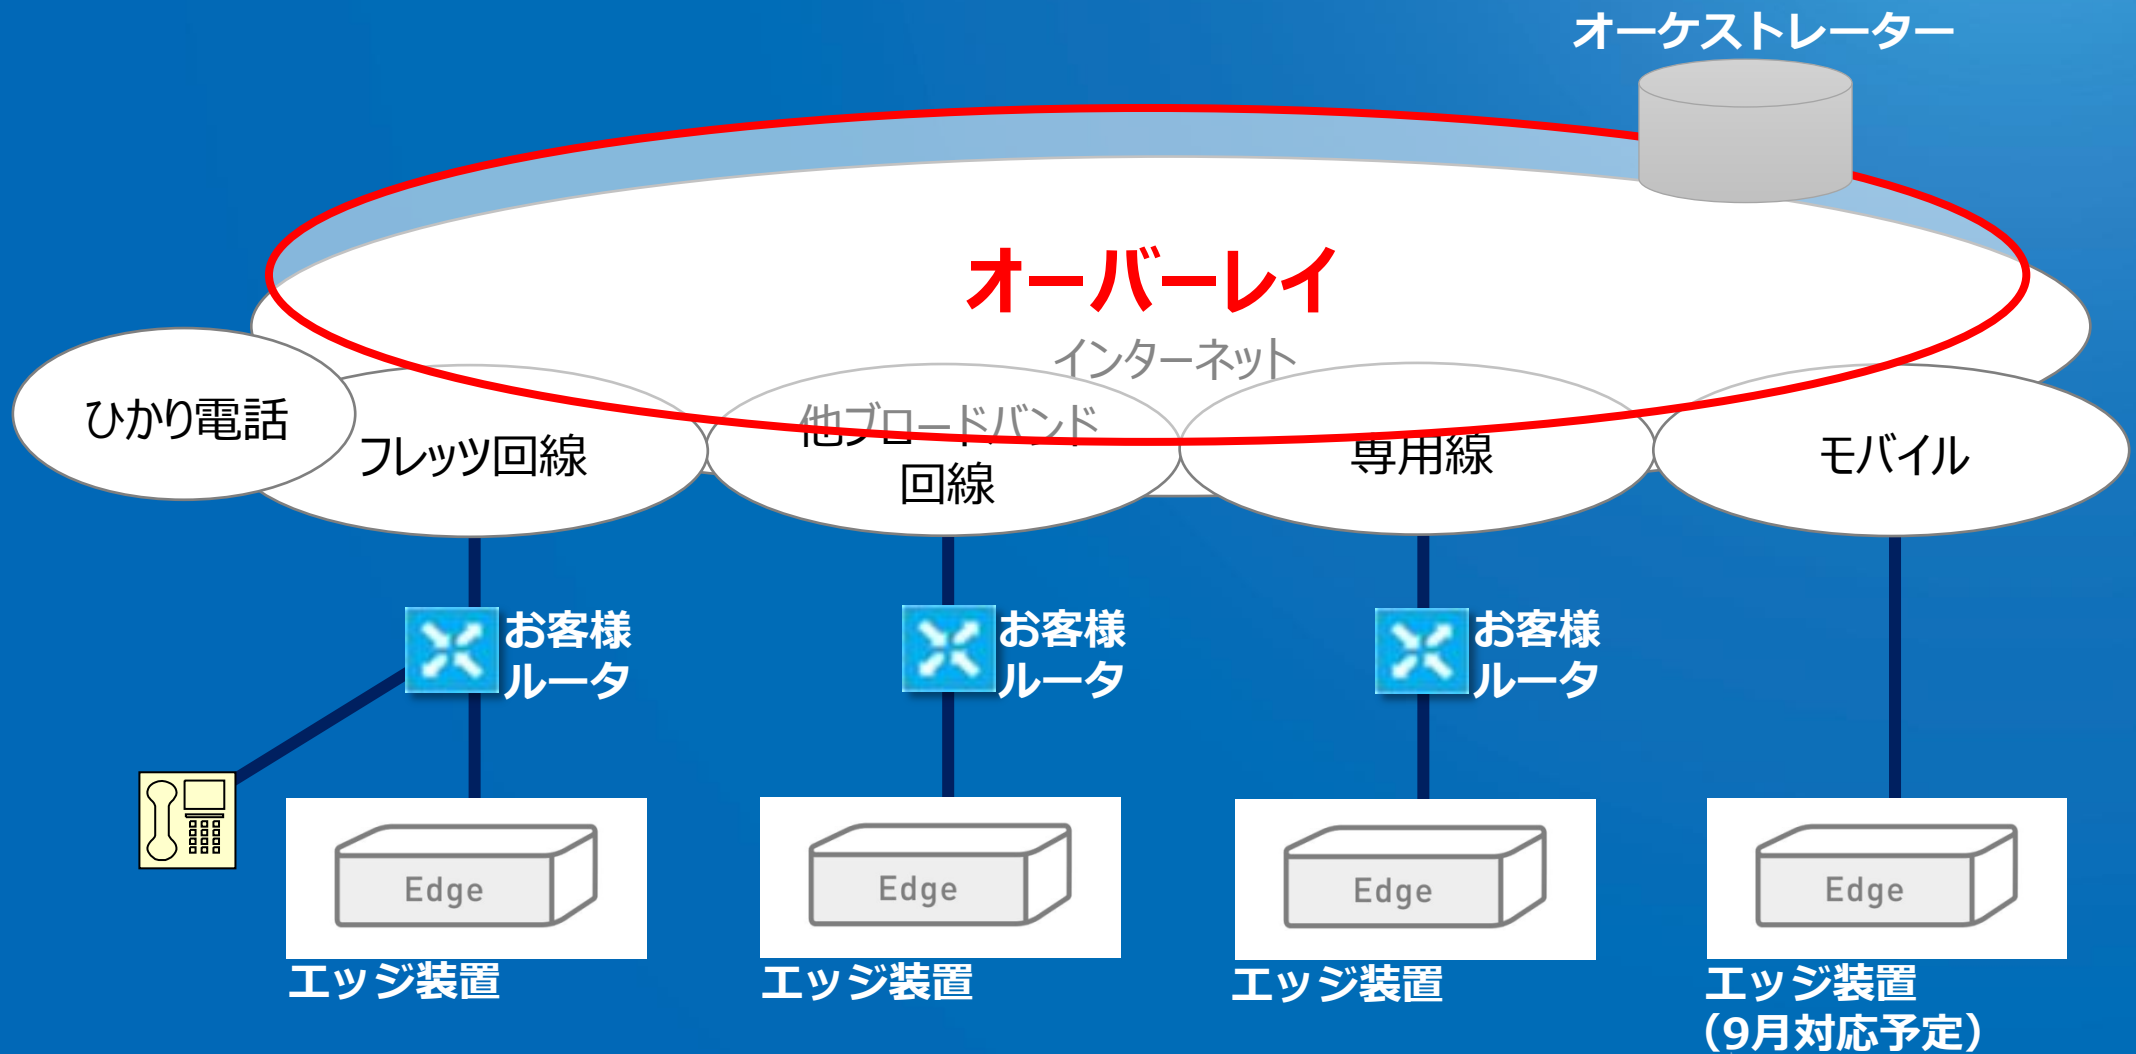 オーケストレーター
オーバーレイ
インターネット
ひかり電話
フレッツ回線
他ブロードバンド
回線
専用線
モバイル
お客様
ルータ
お客様
ルータ
お客様
ルータ
Edge
Edge
Edge
Edge
エッジ装置
エッジ装置
エッジ装置
エッジ装置
（9月対応予定）